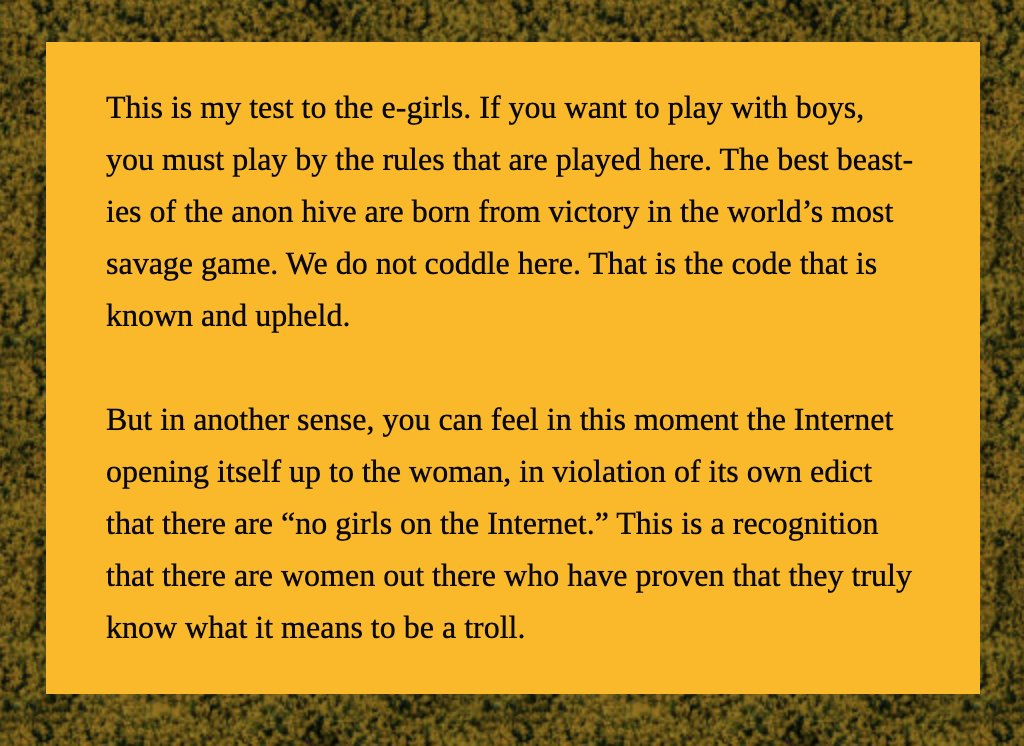 This is my test to the e-girls. If you want to play with boys,
you must play by the rules that are played here. The best beast-
ies of the anon hive are born from victory in the world’s most
savage game. We do not coddle here. That is the code that is
known and upheld.
But in another sense, you can feel in this moment the Internet
opening itself up to the woman, in violation of its own edict
that there are “no girls on the Internet.” This is a recognition
that there are women out there who have proven that they truly
know what it means to be a troll.